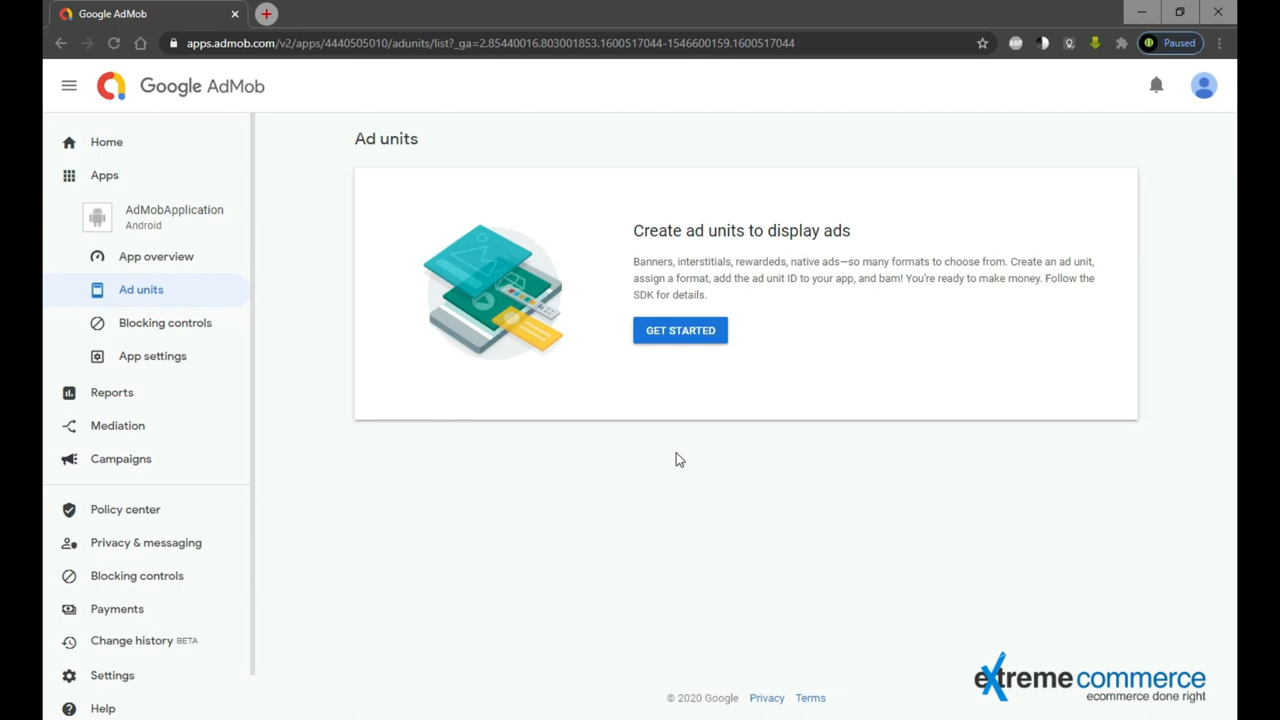 Google AdMob
apps.admob.com/v2/apps/4440505010/adunits/list?_ga=2.85440016.803001853.1600517044-1546600159.1600517044
Paused
Google AdMob
Home
Apps
AdMobApplication
Android
App overview
Ad units
Blocking controls
App settings
Reports
Mediation
Campaigns
Policy center
Privacy & messaging
Blocking controls
Payments
Change history BETA
Settings
Help
Ad units
Create ad units to display ads
Banners, interstitials, rewardeds, native ads—so many formats to choose from. Create an ad unit,
assign a format, add the ad unit ID to your app, and bam! You're ready to make money. Follow the
SDK for details.
GET STARTED
© 2020 Google Privacy Terms
extreme commerce
ecommerce done right